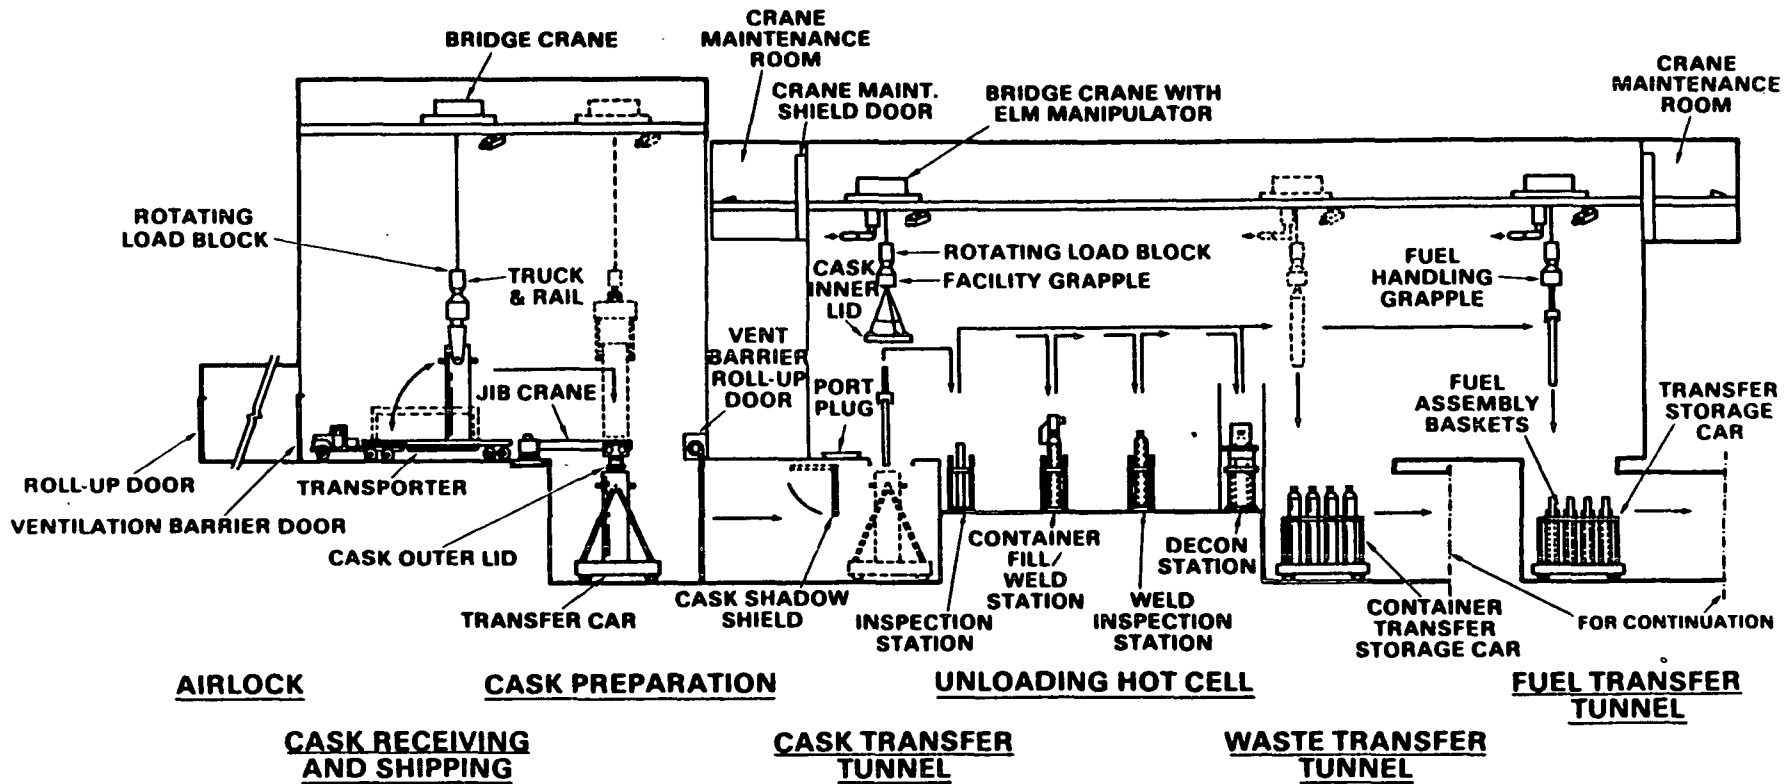 CRANE
MAINTENANCE
ROOM
BRIDGE CRANE
CRANE MAINT.
SHIELD DOOR
BRIDGE CRANE WITH
ELM MANIPULATOR
CRANE
MAINTENANCE
ROOM
ROTATING
LOAD BLOCK
TRUCK
& RAIL
CASK
INNER
LID
ROTATING LOAD BLOCK
FACILITY GRAPPLE
FUEL
HANDLING
GRAPPLE
VENT
BARRIER
ROLL-UP
DOOR
JIB CRANE
PORT
PLUG
FUEL
ASSEMBLY
BASKETS
TRANSFER
STORAGE
CAR
ROLL-UP DOOR
TRANSPORTER
VENTILATION BARRIER DOOR
CASK OUTER LID
TRANSFER CAR
CASK SHADOW
SHIELD
INSPECTION
STATION
CONTAINER
FILL/
WELD
STATION
WELD
INSPECTION
STATION
DECON
STATION
CONTAINER
TRANSFER
STORAGE CAR
FOR CONTINUATION
AIRLOCK
CASK PREPARATION
UNLOADING HOT CELL
FUEL TRANSFER
TUNNEL
CASK RECEIVING
AND SHIPPING
CASK TRANSFER
TUNNEL
WASTE TRANSFER
TUNNEL